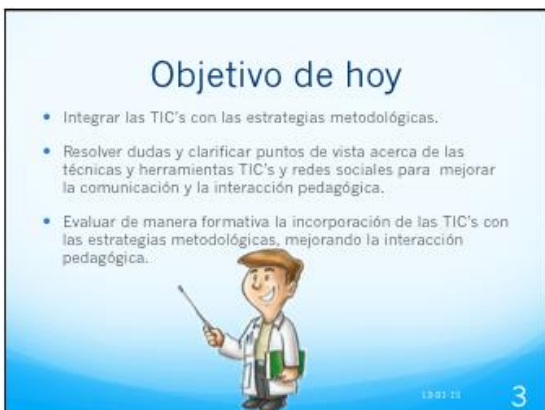 Objetivo de hoy
Integrar las TIC's con las estrategias metodológicas.
Resolver dudas y clarificar puntos de vista acerca de las
técnicas y herramientas TIC's y redes sociales para mejorar
la comunicación y la interacción pedagógica.
Evaluar de manera formativa la incorporación de las TIC's con
las estrategias metodológicas, mejorando la interacción
pedagógica.
3